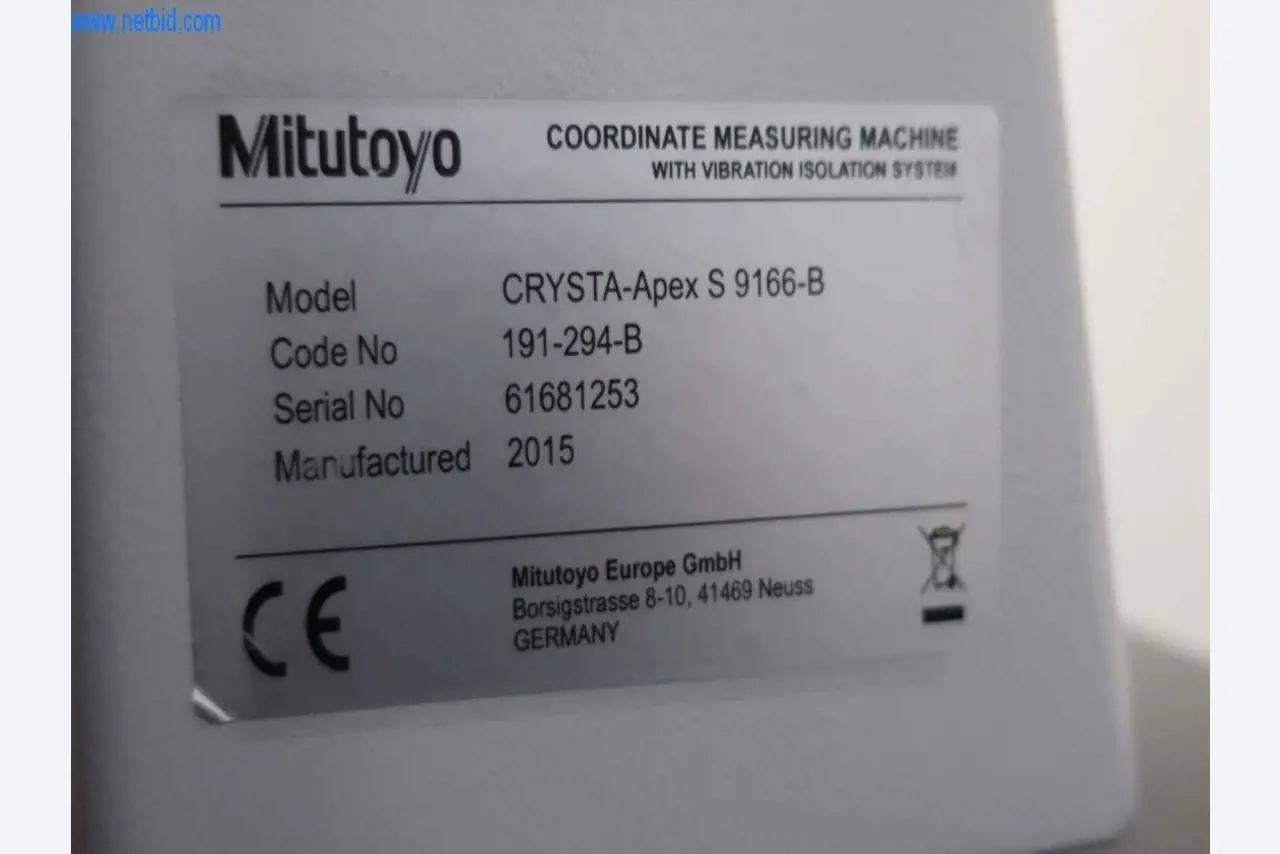 www.netbid.com
Mitutoyo
COORDINATE MEASURING MACHINE
WITH VIBRATION ISOLATION SYSTEM
Model CRYSTA-Apex S 9166-B
Code No 191-294-B
Serial No 61681253
Manufactured 2015
CE
Mitutoyo Europe GmbH
Borsigstrasse 8-10, 41469 Neuss
GERMANY